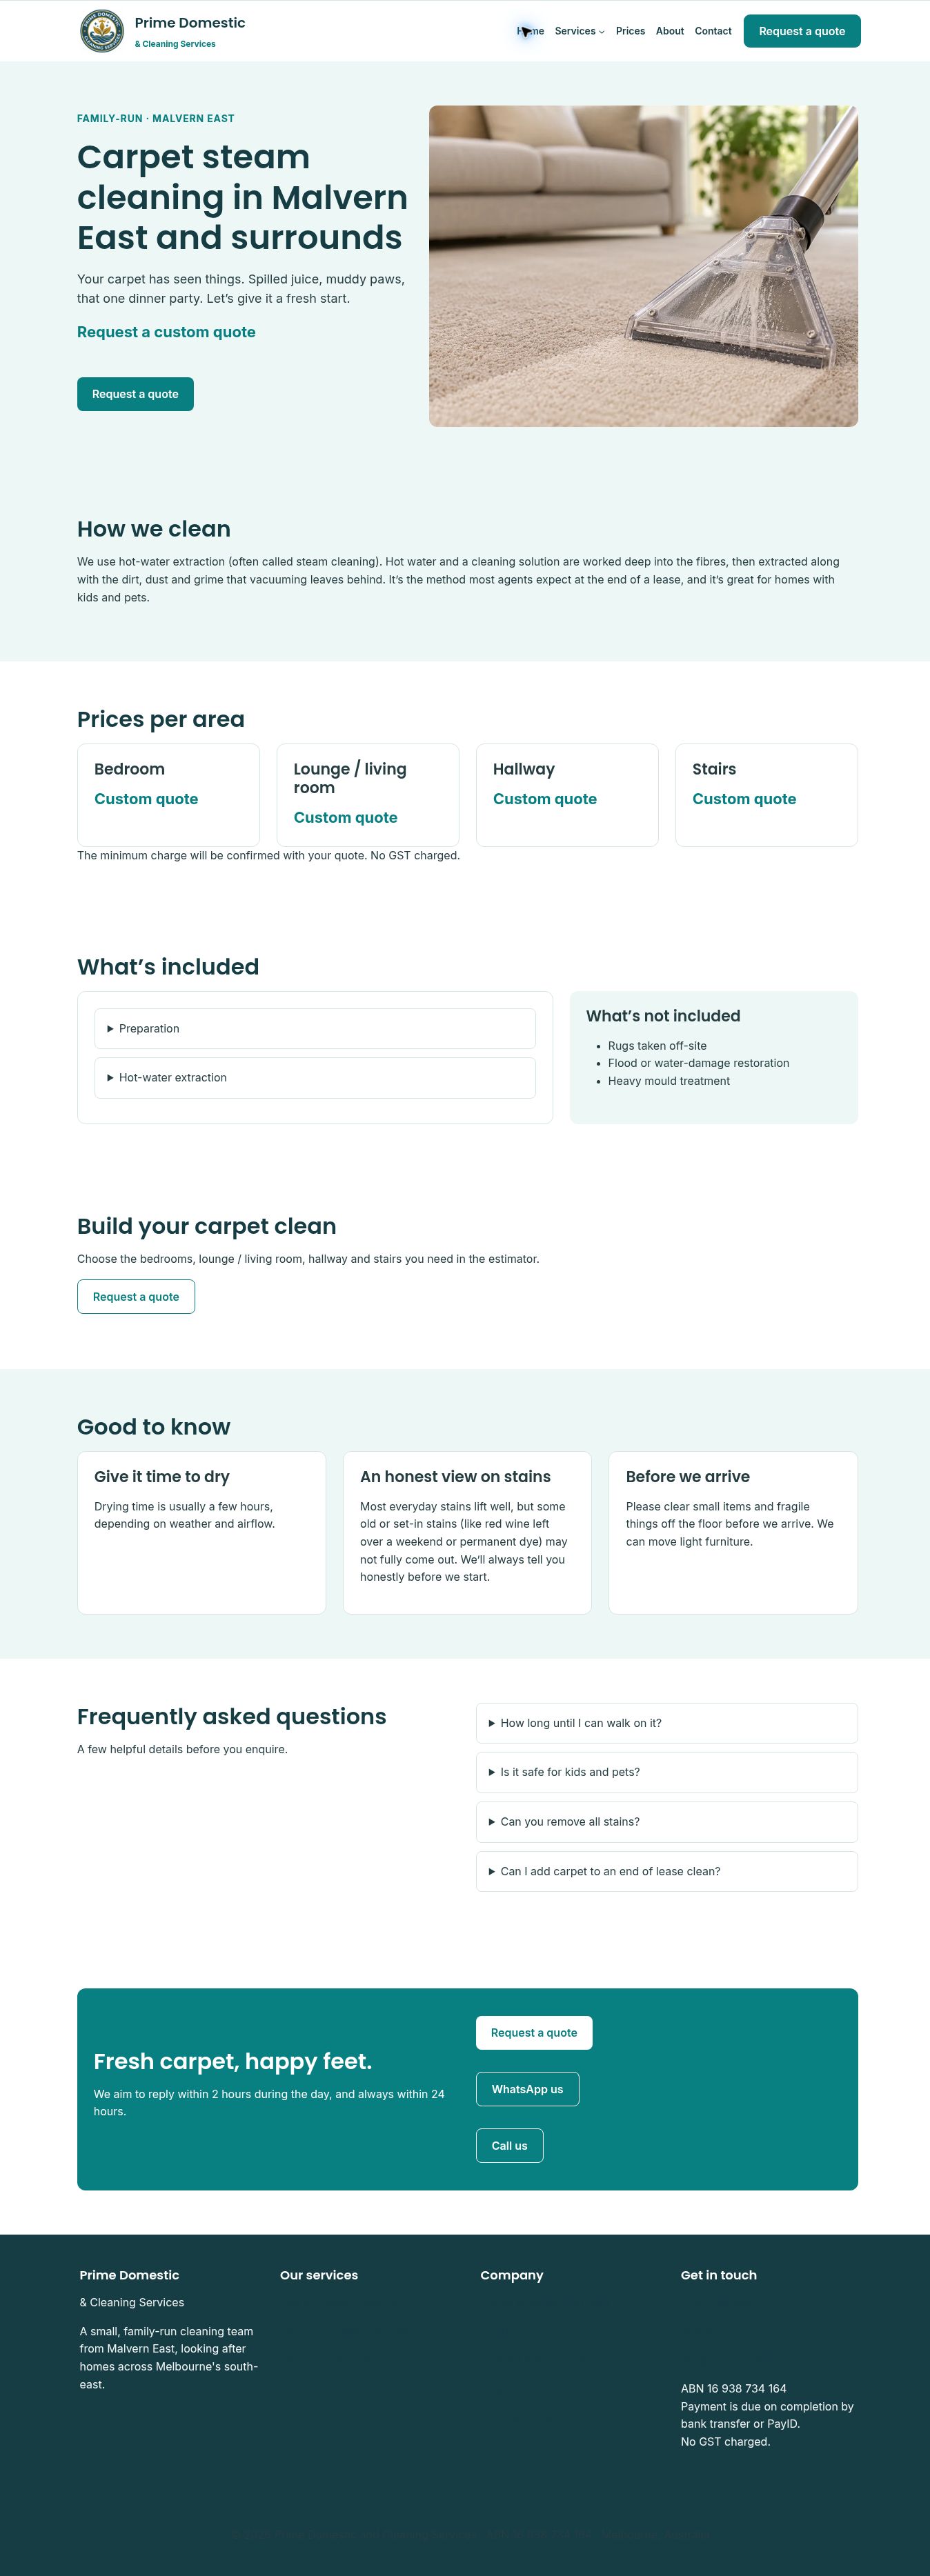 PRIME DOMESTIC
& CLEANING SERVICES
Prime Domestic
& Cleaning Services
Home Services Prices About Contact Request a quote
FAMILY-RUN · MALVERN EAST
Carpet steam
cleaning in Malvern
East and surrounds
Your carpet has seen things. Spilled juice, muddy paws,
that one dinner party. Let’s give it a fresh start.
Request a custom quote
Request a quote
How we clean
We use hot-water extraction (often called steam cleaning). Hot water and a cleaning solution are worked deep into the fibres, then extracted along
with the dirt, dust and grime that vacuuming leaves behind. It’s the method most agents expect at the end of a lease, and it’s great for homes with
kids and pets.
Prices per area
Bedroom
Custom quote
Lounge / living
room
Custom quote
Hallway
Custom quote
Stairs
Custom quote
The minimum charge will be confirmed with your quote. No GST charged.
What’s included
Preparation
Hot-water extraction
What’s not included
Rugs taken off-site
Flood or water-damage restoration
Heavy mould treatment
Build your carpet clean
Choose the bedrooms, lounge / living room, hallway and stairs you need in the estimator.
Request a quote
Good to know
Give it time to dry
Drying time is usually a few hours,
depending on weather and airflow.
An honest view on stains
Most everyday stains lift well, but some
old or set-in stains (like red wine left
over a weekend or permanent dye) may
not fully come out. We’ll always tell you
honestly before we start.
Before we arrive
Please clear small items and fragile
things off the floor before we arrive. We
can move light furniture.
Frequently asked questions
A few helpful details before you enquire.
How long until I can walk on it?
Is it safe for kids and pets?
Can you remove all stains?
Can I add carpet to an end of lease clean?
Fresh carpet, happy feet.
We aim to reply within 2 hours during the day, and always within 24
hours.
Request a quote
WhatsApp us
Call us
Prime Domestic
& Cleaning Services
A small, family-run cleaning team
from Malvern East, looking after
homes across Melbourne's south-
east.
Our services
Company
Get in touch
ABN 16 938 734 164
Payment is due on completion by
bank transfer or PayID.
No GST charged.